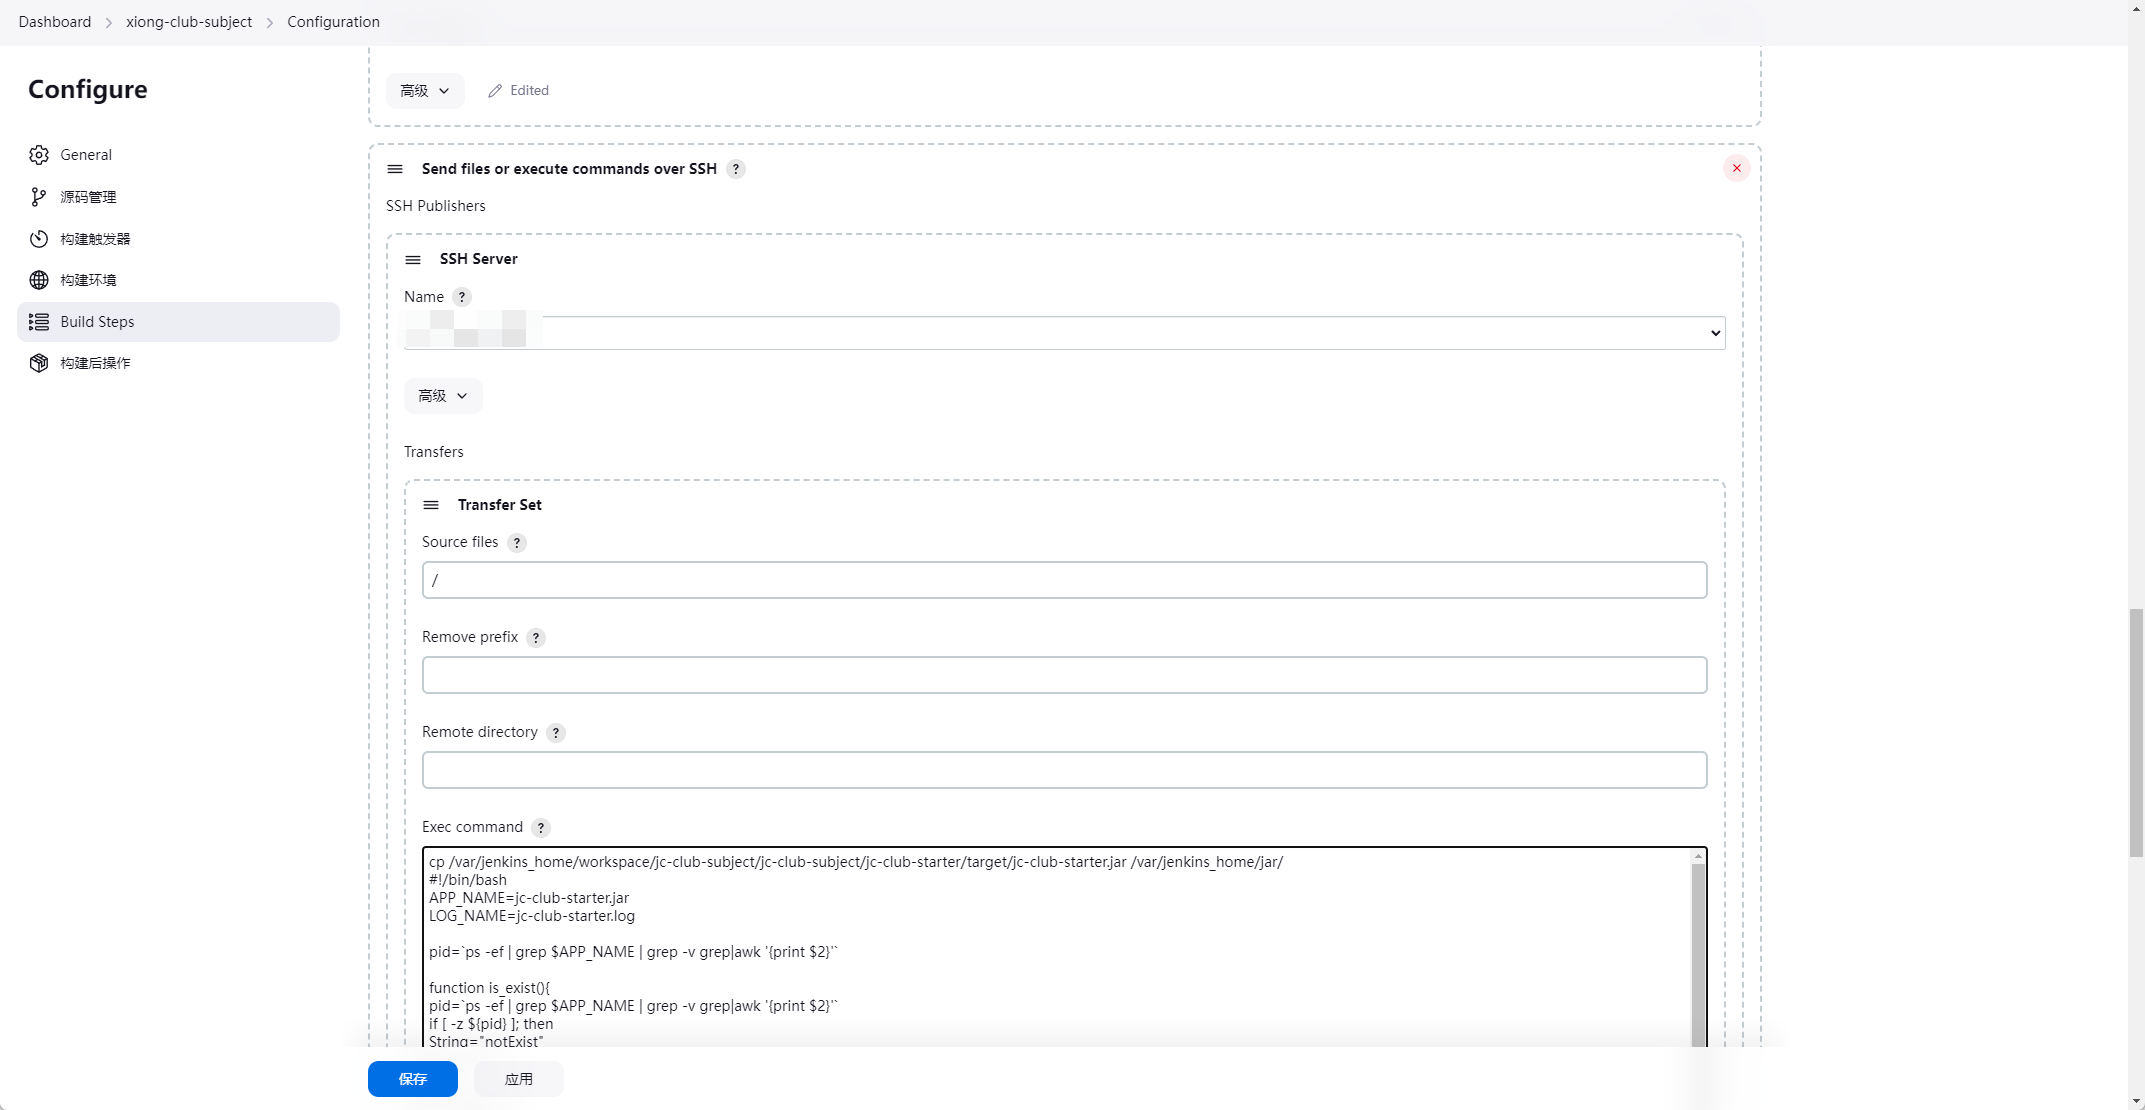 Dashboard > xiong-club-subject > Configuration
Configure
General
源码管理
构建触发器
构建环境
Build Steps
构建后操作
高级
Edited
Send files or execute commands over SSH ?
SSH Publishers
SSH Server
Name ?
高级
Transfers
Transfer Set
Source files ?
/
Remove prefix ?
Remote directory ?
Exec command ?
cp /var/jenkins_home/workspace/jc-club-subject/jc-club-subject/jc-club-starter/target/jc-club-starter.jar /var/jenkins_home/jar/
#!/bin/bash
APP_NAME=jc-club-starter.jar
LOG_NAME=jc-club-starter.log
pid=`ps -ef | grep $APP_NAME | grep -v grep|awk '{print $2}'`
function is_exist(){
pid=`ps -ef | grep $APP_NAME | grep -v grep|awk '{print $2}'`
if [ -z ${pid} ]; then
String="notExist"
保存
应用